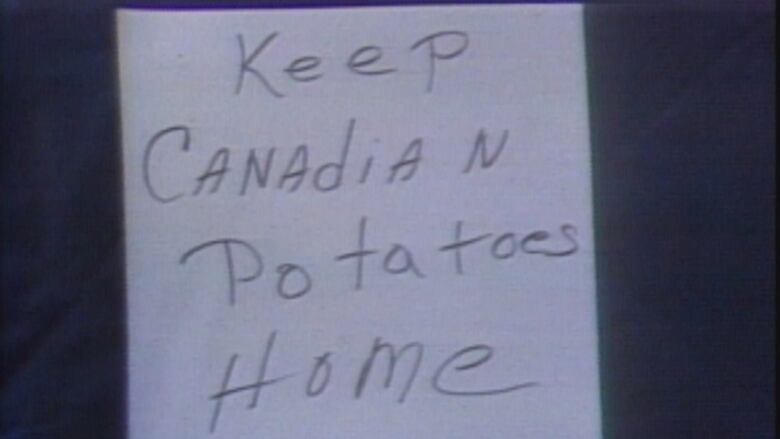 Keep
CANAdiAN
Potatoes
Home